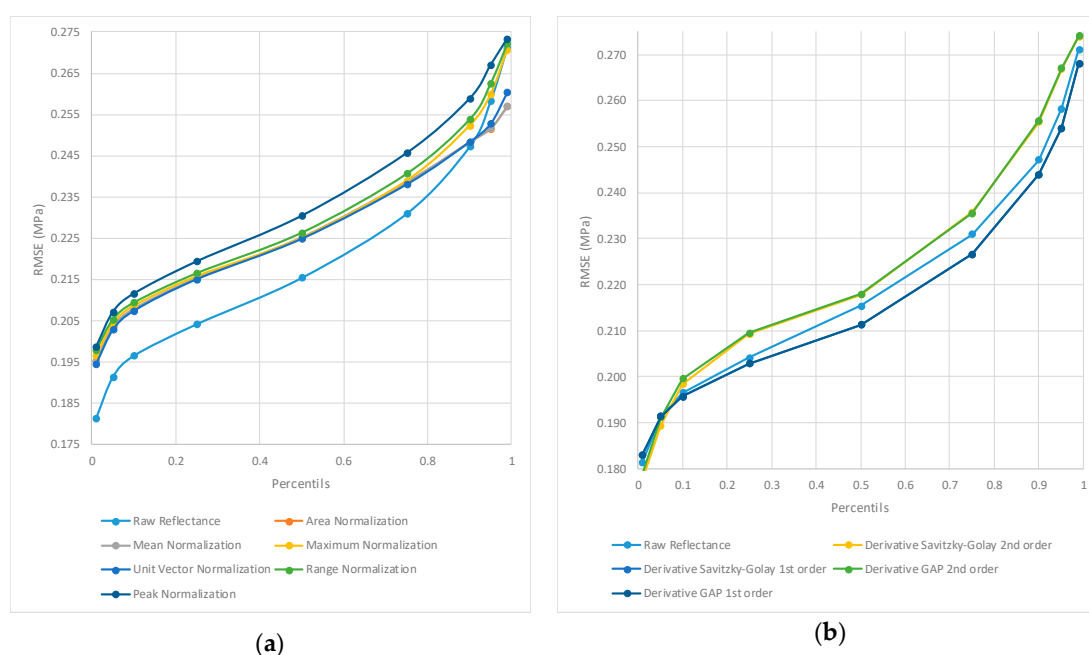 0.275
0.265
0.255
0.245
0.235
0.225
0.215
0.205
0.195
0.185
0.175
RMSE (MPa)
0 0.2 0.4 0.6 0.8 1
Percentils
Raw Reflectance Area Normalization
Mean Normalization Maximum Normalization
Unit Vector Normalization Range Normalization
Peak Normalization
(a)
0.270
0.260
0.250
0.240
0.230
0.220
0.210
0.200
0.190
0.180
RMSE (MPa)
0 0.1 0.2 0.3 0.4 0.5 0.6 0.7 0.8 0.9 1
Percentils
Raw Reflectance Derivative Savitzky-Golay 2nd order
Derivative Savitzky-Golay 1st order Derivative GAP 2nd order
Derivative GAP 1st order
(b)